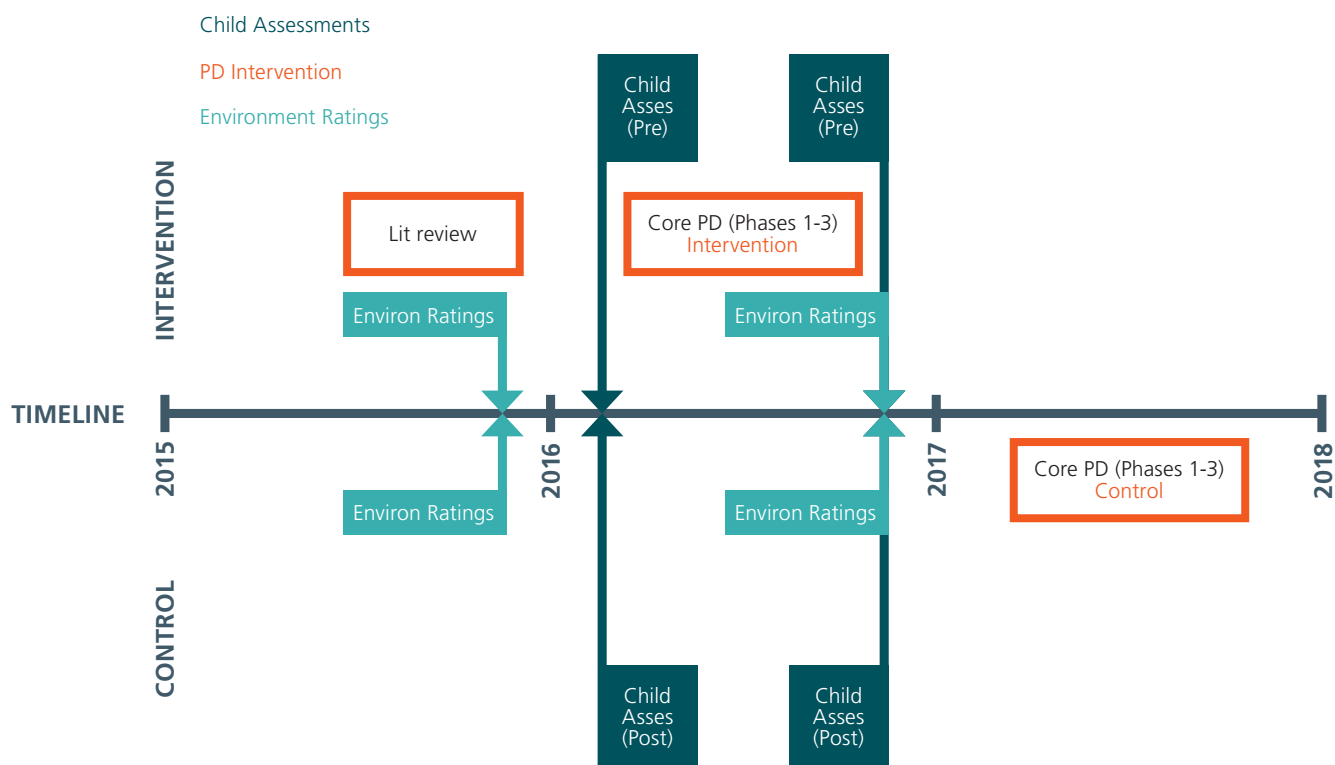 Child Assessments
PD Intervention
Environment Ratings
Child
Asses
(Pre)
Child
Asses
(Pre)
INTERVENTION
Lit review
Core PD (Phases 1-3)
Intervention
Environ Ratings
Environ Ratings
TIMELINE
2015
2016
2017
2018
Core PD (Phases 1-3)
Control
Environ Ratings
Environ Ratings
CONTROL
Child
Asses
(Post)
Child
Asses
(Post)